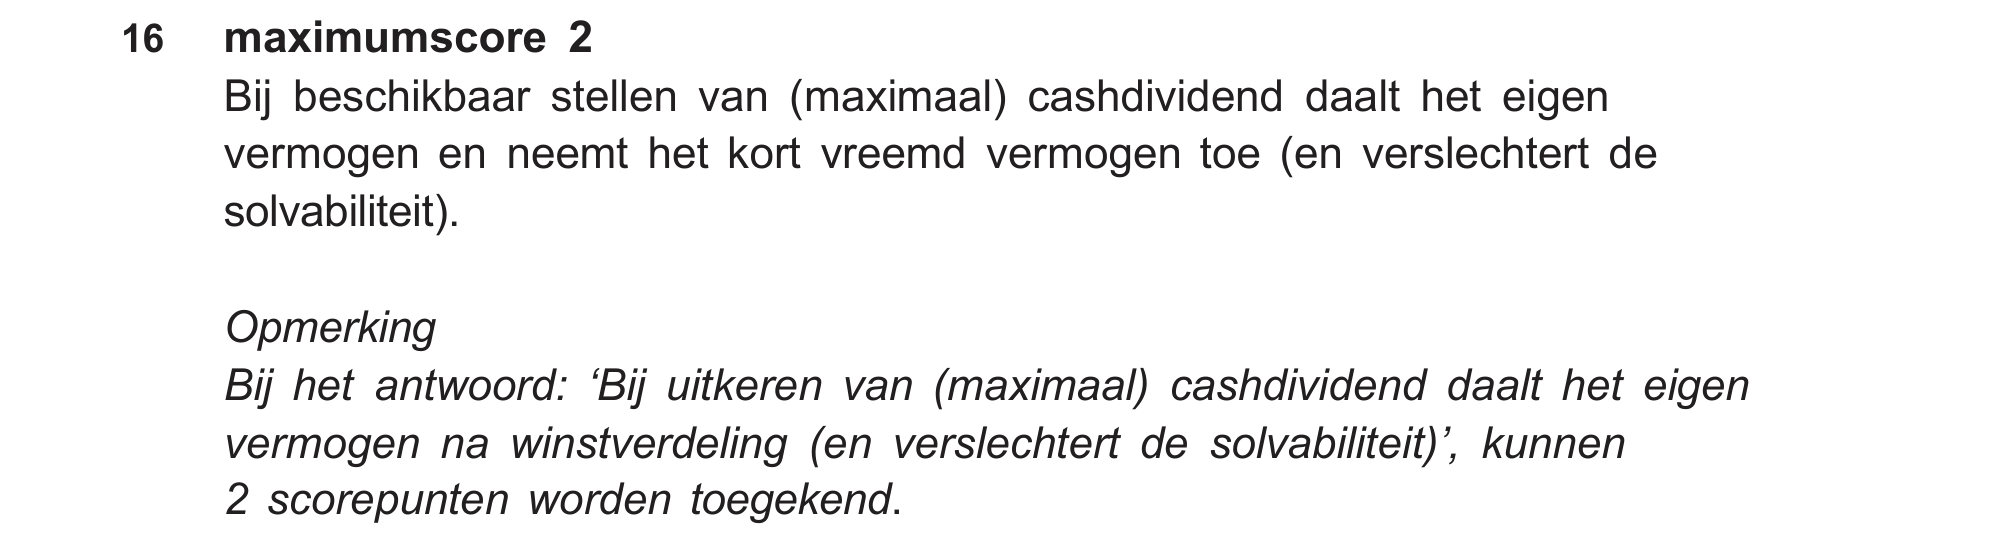 16 maximumscore 2
Bij beschikbaar stellen van (maximaal) cashdividend daalt het eigen
vermogen en neemt het kort vreemd vermogen toe (en verslechtert de
solvabiliteit).
Opmerking
Bij het antwoord: ‘Bij uitkeren van (maximaal) cashdividend daalt het eigen
vermogen na winstverdeling (en verslechtert de solvabiliteit)’, kunnen
2 scorepunten worden toegekend.